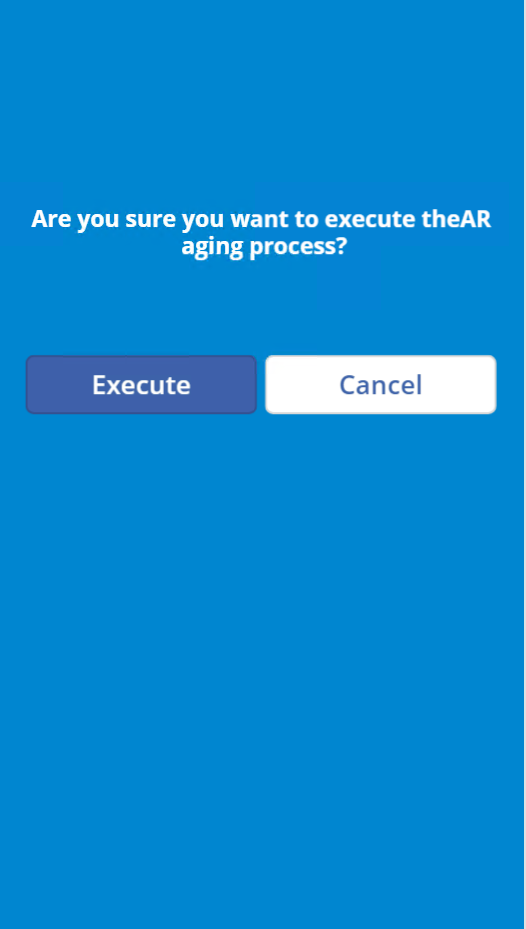 Are you sure you want to execute theAR
aging process?
Execute
Cancel